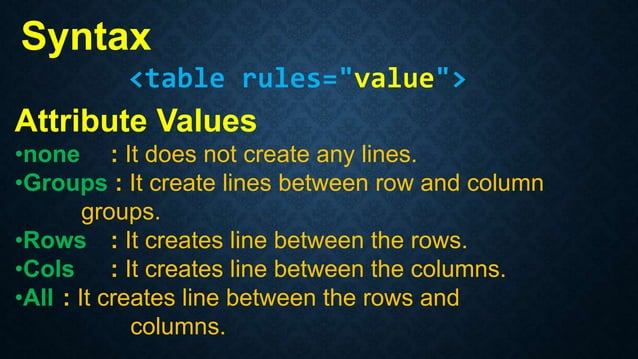 Syntax
<table rules="value">
Attribute Values
•none : It does not create any lines.
•Groups : It create lines between row and column
groups.
•Rows : It creates line between the rows.
•Cols : It creates line between the columns.
•All : It creates line between the rows and
columns.